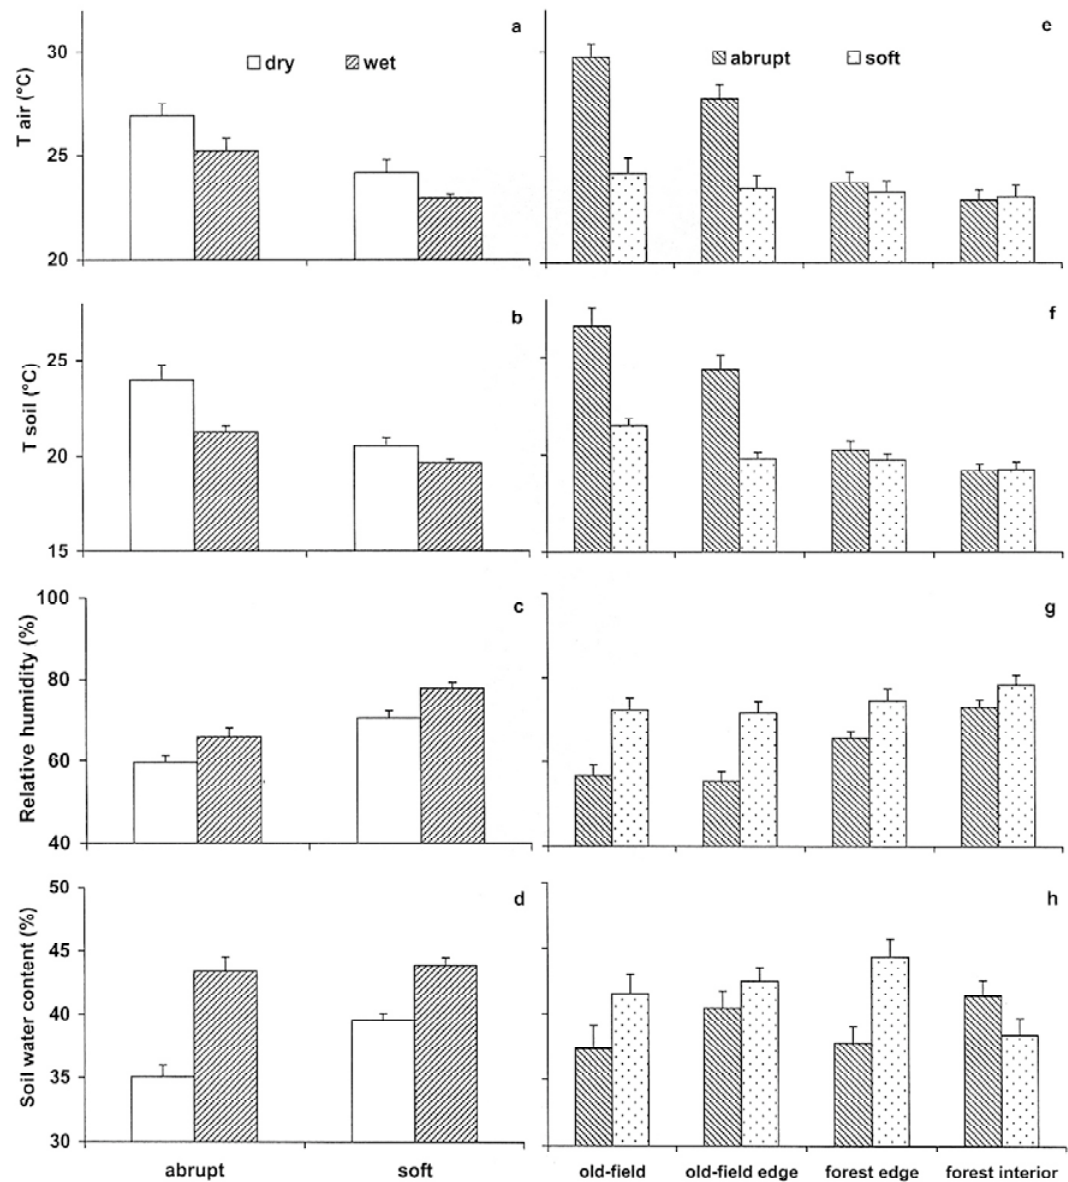 a
dry wet
T air (°C)
30
25
20
e
abrupt soft
b
T soil (°C)
25
20
15
f
c
Relative humidity (%)
100
80
60
40
g
d
Soil water content (%)
50
45
40
35
30
abrupt soft
h
old-field old-field edge forest edge forest interior